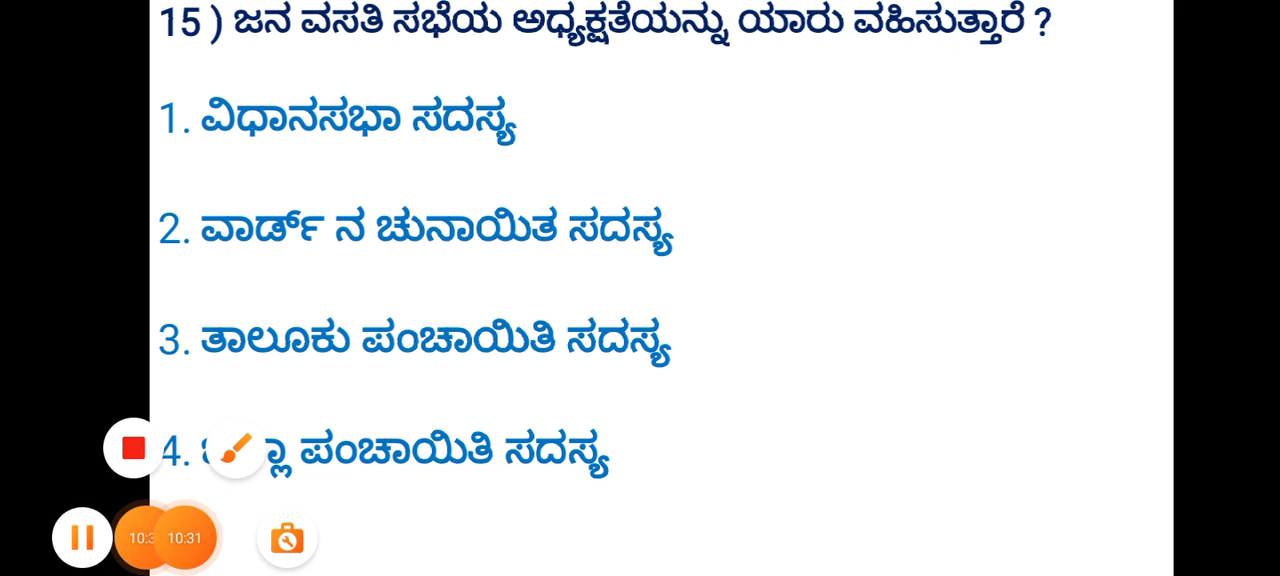 15 ) ಜನ ವಸತಿ ಸಭೆಯ ಅಧ್ಯಕ್ಷತೆಯನ್ನು ಯಾರು ವಹಿಸುತ್ತಾರೆ ?
1. ವಿಧಾನಸಭಾ ಸದಸ್ಯ
2. ವಾರ್ಡ್ ನ ಚುನಾಯಿತ ಸದಸ್ಯ
3. ತಾಲೂಕು ಪಂಚಾಯಿತಿ ಸದಸ್ಯ
4. ಪಂಚಾಯಿತಿ ಸದಸ್ಯ
10:31